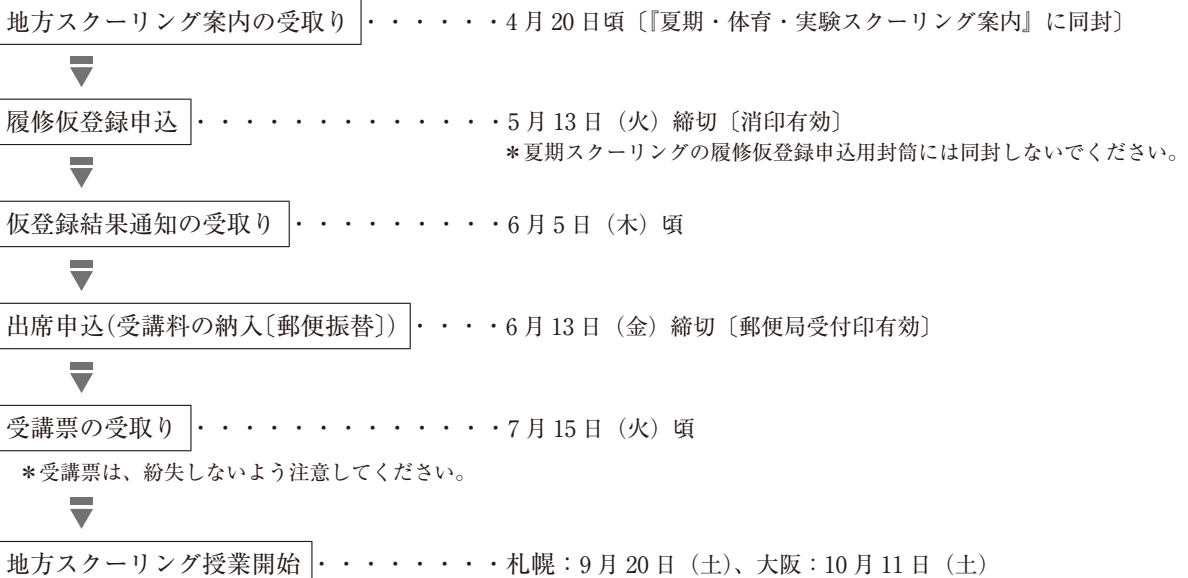 地方スクーリング案内の受取り・・・・・・4月20日頃〔『夏期・体育・実験スクーリング案内』に同封〕
履修仮登録申込・・・・・・・・・・・・・5月13日（火）締切〔消印有効〕
＊夏期スクーリングの履修仮登録申込用封筒には同封しないでください。
仮登録結果通知の受取り・・・・・・・・・6月5日（木）頃
出席申込（受講料の納入〔郵便振替〕）・・・・6月13日（金）締切〔郵便局受付印有効〕
受講票の受取り・・・・・・・・・・・・・7月15日（火）頃
＊受講票は、紛失しないよう注意してください。
地方スクーリング授業開始・・・・・・・・札幌：9月20日（土）、大阪：10月11日（土）